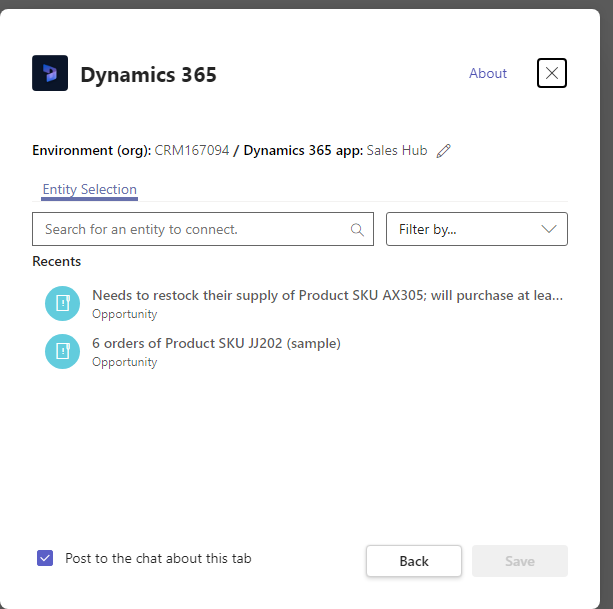 Dynamics 365
About
Environment (org): CRM167094 / Dynamics 365 app: Sales Hub
Entity Selection
Search for an entity to connect.
Filter by...
Recents
Needs to restock their supply of Product SKU AX305; will purchase at lea...
Opportunity
6 orders of Product SKU JJ202 (sample)
Opportunity
Post to the chat about this tab
Back
Save